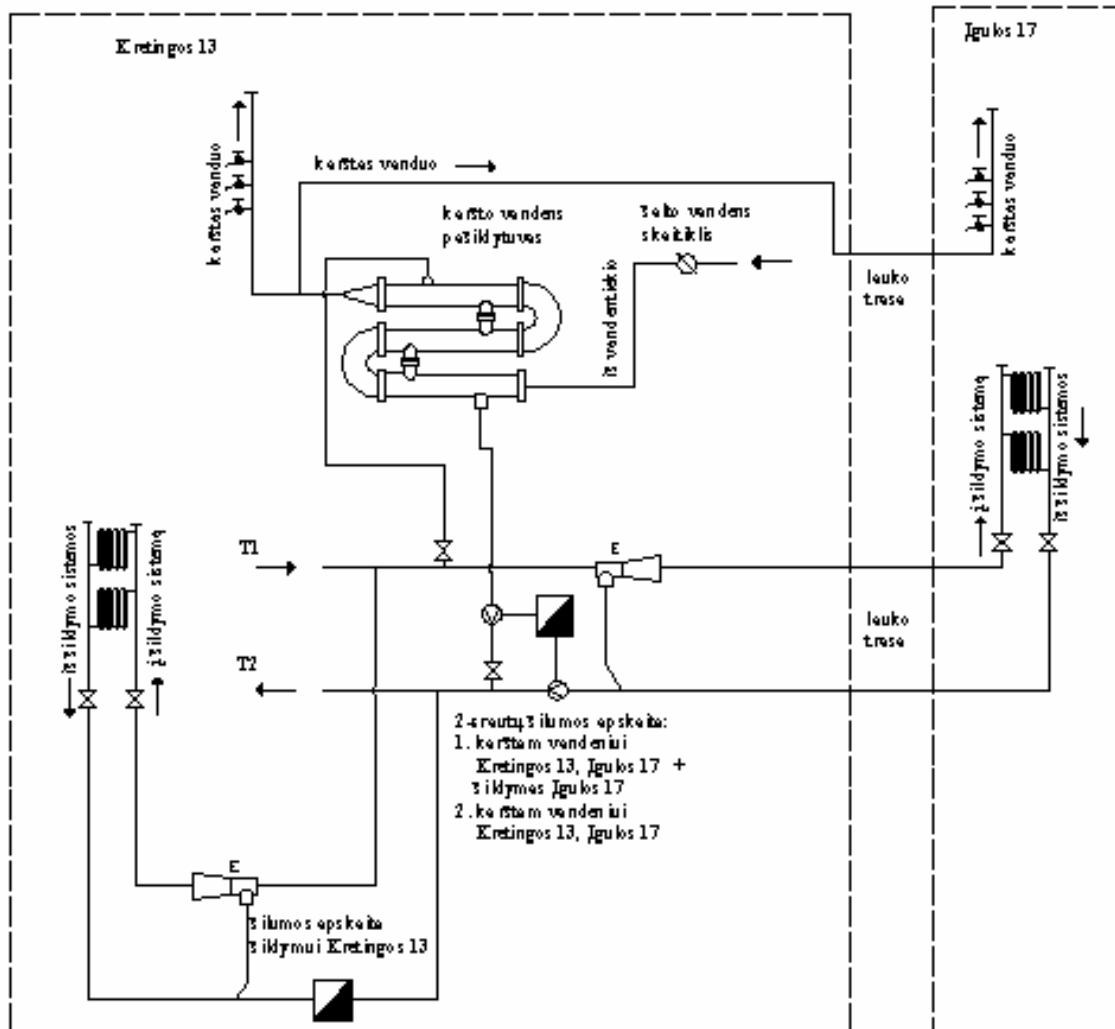 Kretingos 13
Įgulos 17
karštas vanduo
karštas vanduo
karštas vanduo
karšto vandens
pašildytuvas
šalto vandens
skaitiklis
iš vandentiekio
lauko
trasa
į šildymo sistemą
iš šildymo sistemos
iš šildymo sistemos
į šildymo sistemą
T1
E
lauko
trasa
T2
2-srautų šilumos apskaita:
1. karštam vandeniui
Kretingos 13, Įgulos 17 +
šildymas Įgulos 17
2. karštam vandeniui
Kretingos 13, Įgulos 17
E
šilumos apskaita
šildymui Kretingos 13